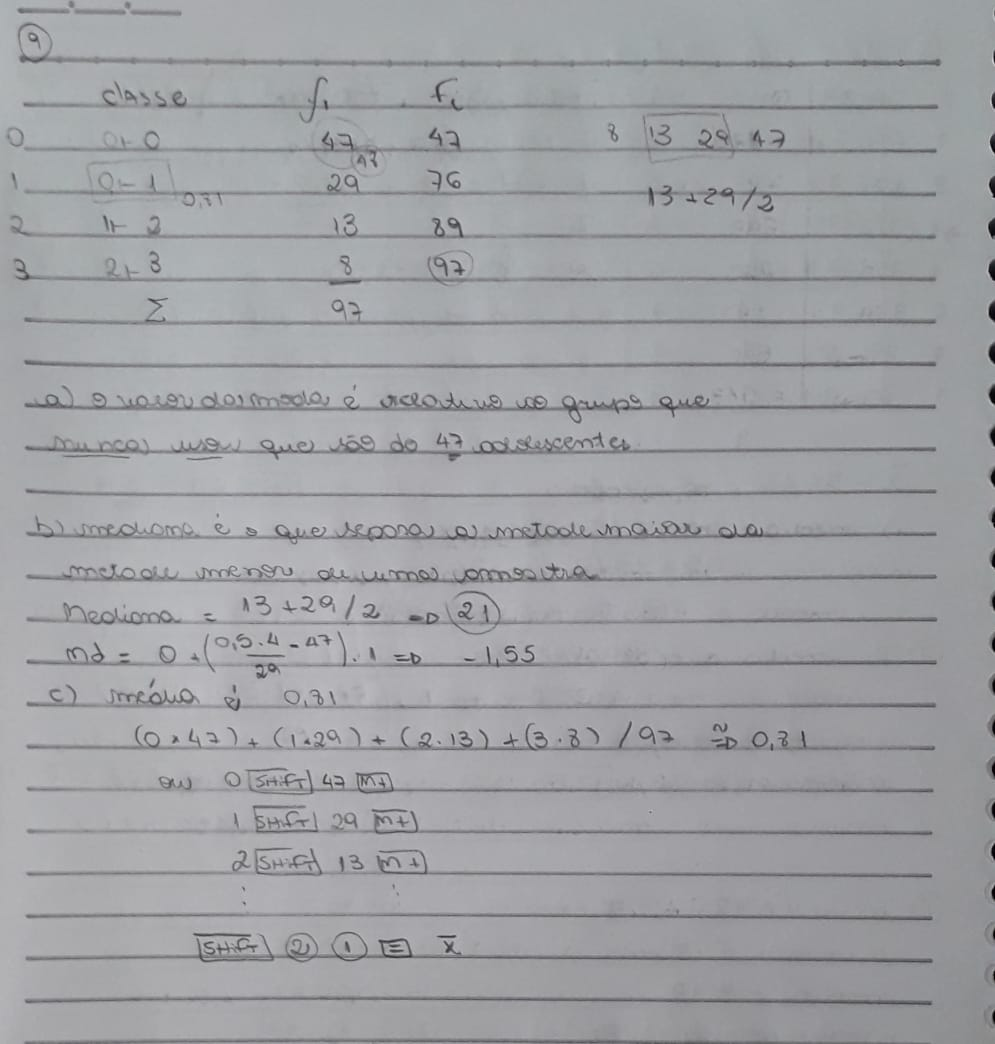 9
classe fi Fi
0 0⊢0 47 47 8 13 29 47
47
1 0⊢1 0,81 29 76 13+29/2
2 1⊢2 13 89
3 2⊢3 8 97
Σ 97
a) o valor da moda é relativo ao grupo que
nunca usou que são do 47 adolescentes.
b) mediana é o que separa a metade maior da
metade menor de uma amostra
Mediana = 13+29/2 => 21
md = 0+(0,5.4-47/29).1 => -1,55
c) média é 0,81
(0×47)+(1×29)+(2.13)+(3.8) /97 ≅> 0,81
ou 0 SHIFT 47 M+
1 SHIFT 29 M+
2 SHIFT 13 M+
⋮ ⋮
SHIFT 2 1 = x̄